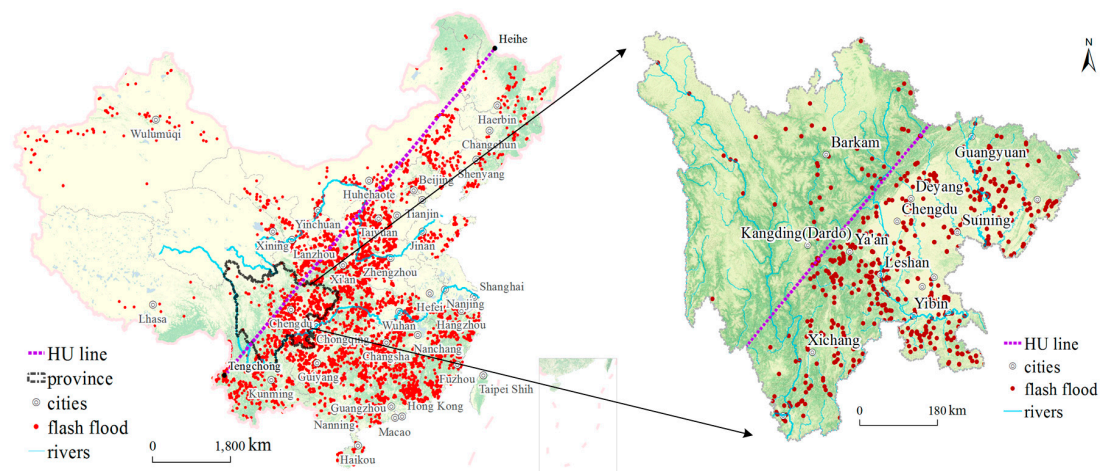 Heihe
Wulumuqi
Haerbin
Changchun
Shenyang
Beijing
Huhehaote
Tianjin
Yinchuan
Taiyuan
Xining
Jinan
Lanzhou
Zhengzhou
Xi'an
Shanghai
Lhasa
Hefei
Nanjing
Chengdu
Wuhan
Hangzhou
Chongqing
Nanchang
Changsha
Tengchong
Guiyang
Fuzhou
Kunming
Taipei Shih
Guangzhou
Hong Kong
Nanning
Macao
Haikou
HU line
province
cities
flash flood
rivers
0
1,800 km
N
Barkam
Guangyuan
Deyang
Chengdu
Suining
Kangding(Dardo)
Ya'an
Leshan
Yibin
Xichang
HU line
cities
flash flood
rivers
0
180 km